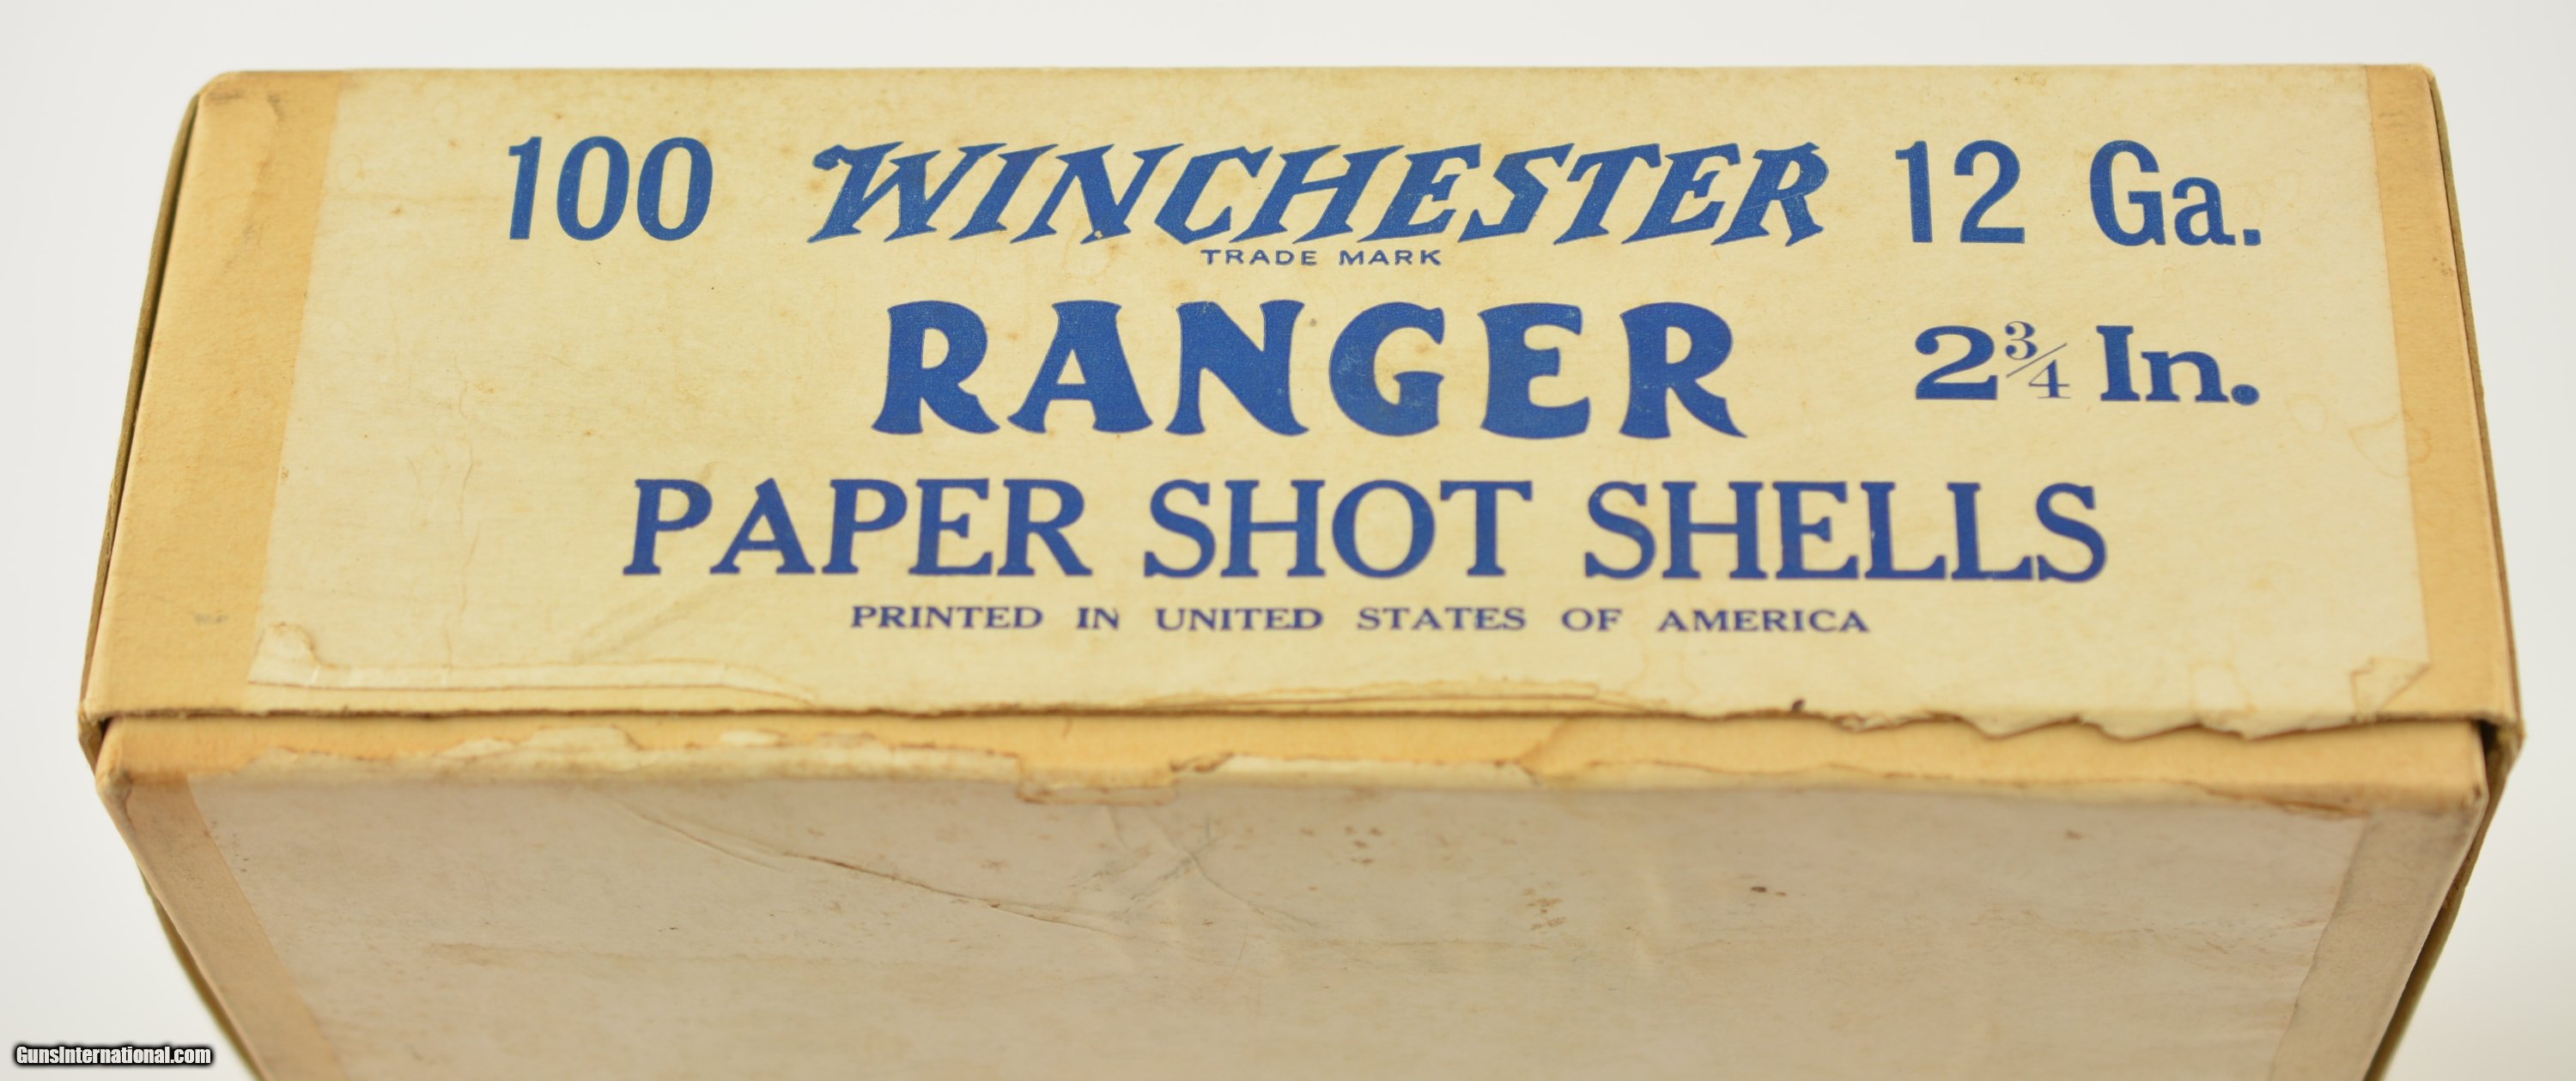 100 WINCHESTER 12 Ga.
TRADE MARK
RANGER 2¾ In.
PAPER SHOT SHELLS
PRINTED IN UNITED STATES OF AMERICA
GunsInternational.com